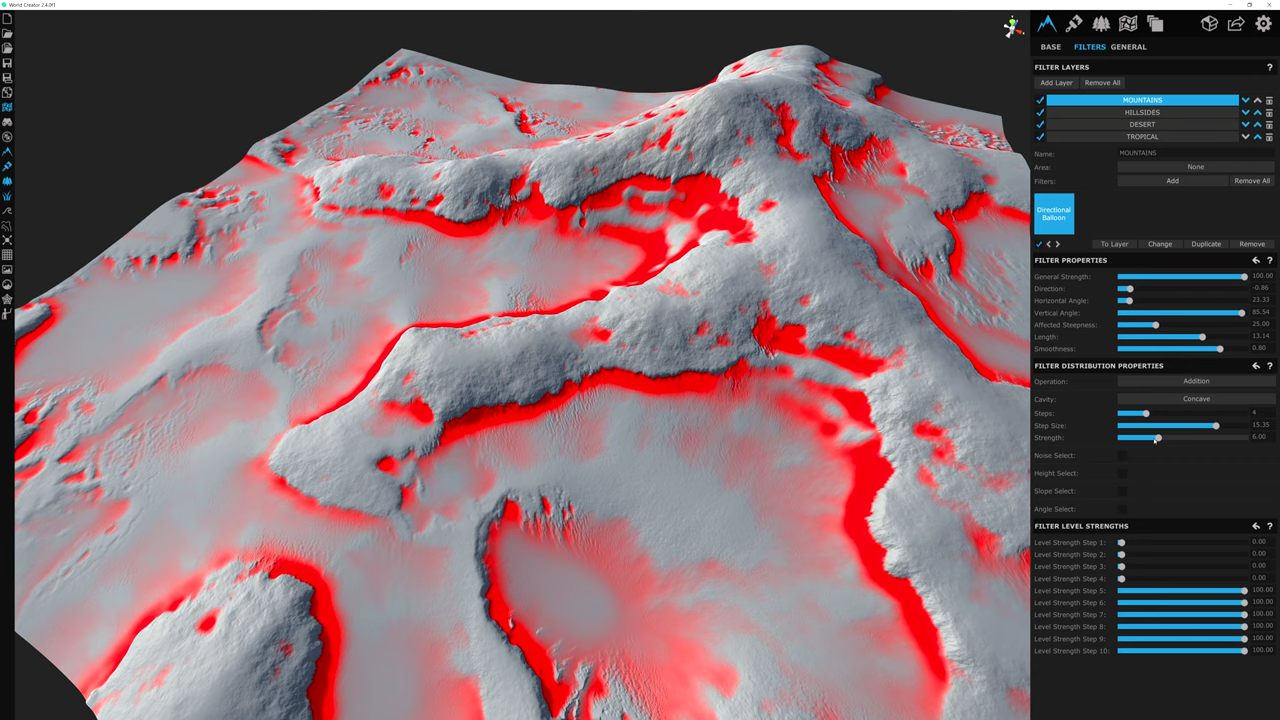 World Creator 2.4.0f1
BASE FILTERS GENERAL
FILTER LAYERS ?
Add Layer Remove All
MOUNTAINS
HILLSIDES
DESERT
TROPICAL
Name: MOUNTAINS
Area: None
Filters: Add Remove All
Directional
Balloon
To Layer Change Duplicate Remove
FILTER PROPERTIES ?
General Strength: 100.00
Direction: -0.86
Horizontal Angle: 23.33
Vertical Angle: 85.54
Affected Steepness: 25.00
Length: 13.14
Smoothness: 0.80
FILTER DISTRIBUTION PROPERTIES ?
Operation: Addition
Cavity: Concave
Steps: 4
Step Size: 15.35
Strength: 6.00
Noise Select:
Height Select:
Slope Select:
Angle Select:
FILTER LEVEL STRENGTHS ?
Level Strength Step 1: 0.00
Level Strength Step 2: 0.00
Level Strength Step 3: 0.00
Level Strength Step 4: 0.00
Level Strength Step 5: 100.00
Level Strength Step 6: 100.00
Level Strength Step 7: 100.00
Level Strength Step 8: 100.00
Level Strength Step 9: 100.00
Level Strength Step 10: 100.00